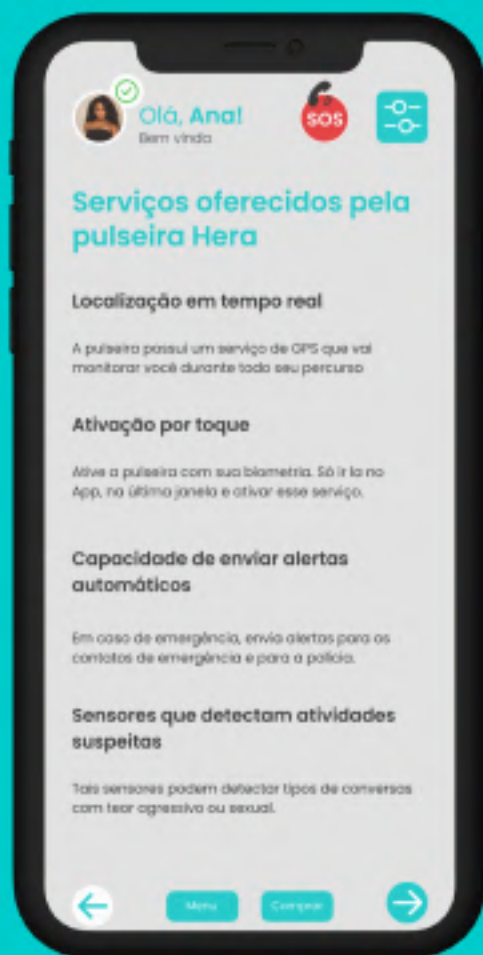 Olá, Ana!
Bem vinda
SOS
Serviços oferecidos pela
pulseira Hera
Localização em tempo real
A pulseira possui um serviço de GPS que vai
monitorar você durante todo seu percurso
Ativação por toque
Ative a pulseira com sua biometria. Só ir la no
App, na última janela e ativar esse serviço.
Capacidade de enviar alertas
automáticos
Em caso de emergência, envia alertas para os
contatos de emergência e para a polícia.
Sensores que detectam atividades
suspeitas
Tais sensores podem detectar tipos de conversas
com teor agressivo ou sexual.
Menu
Comprar